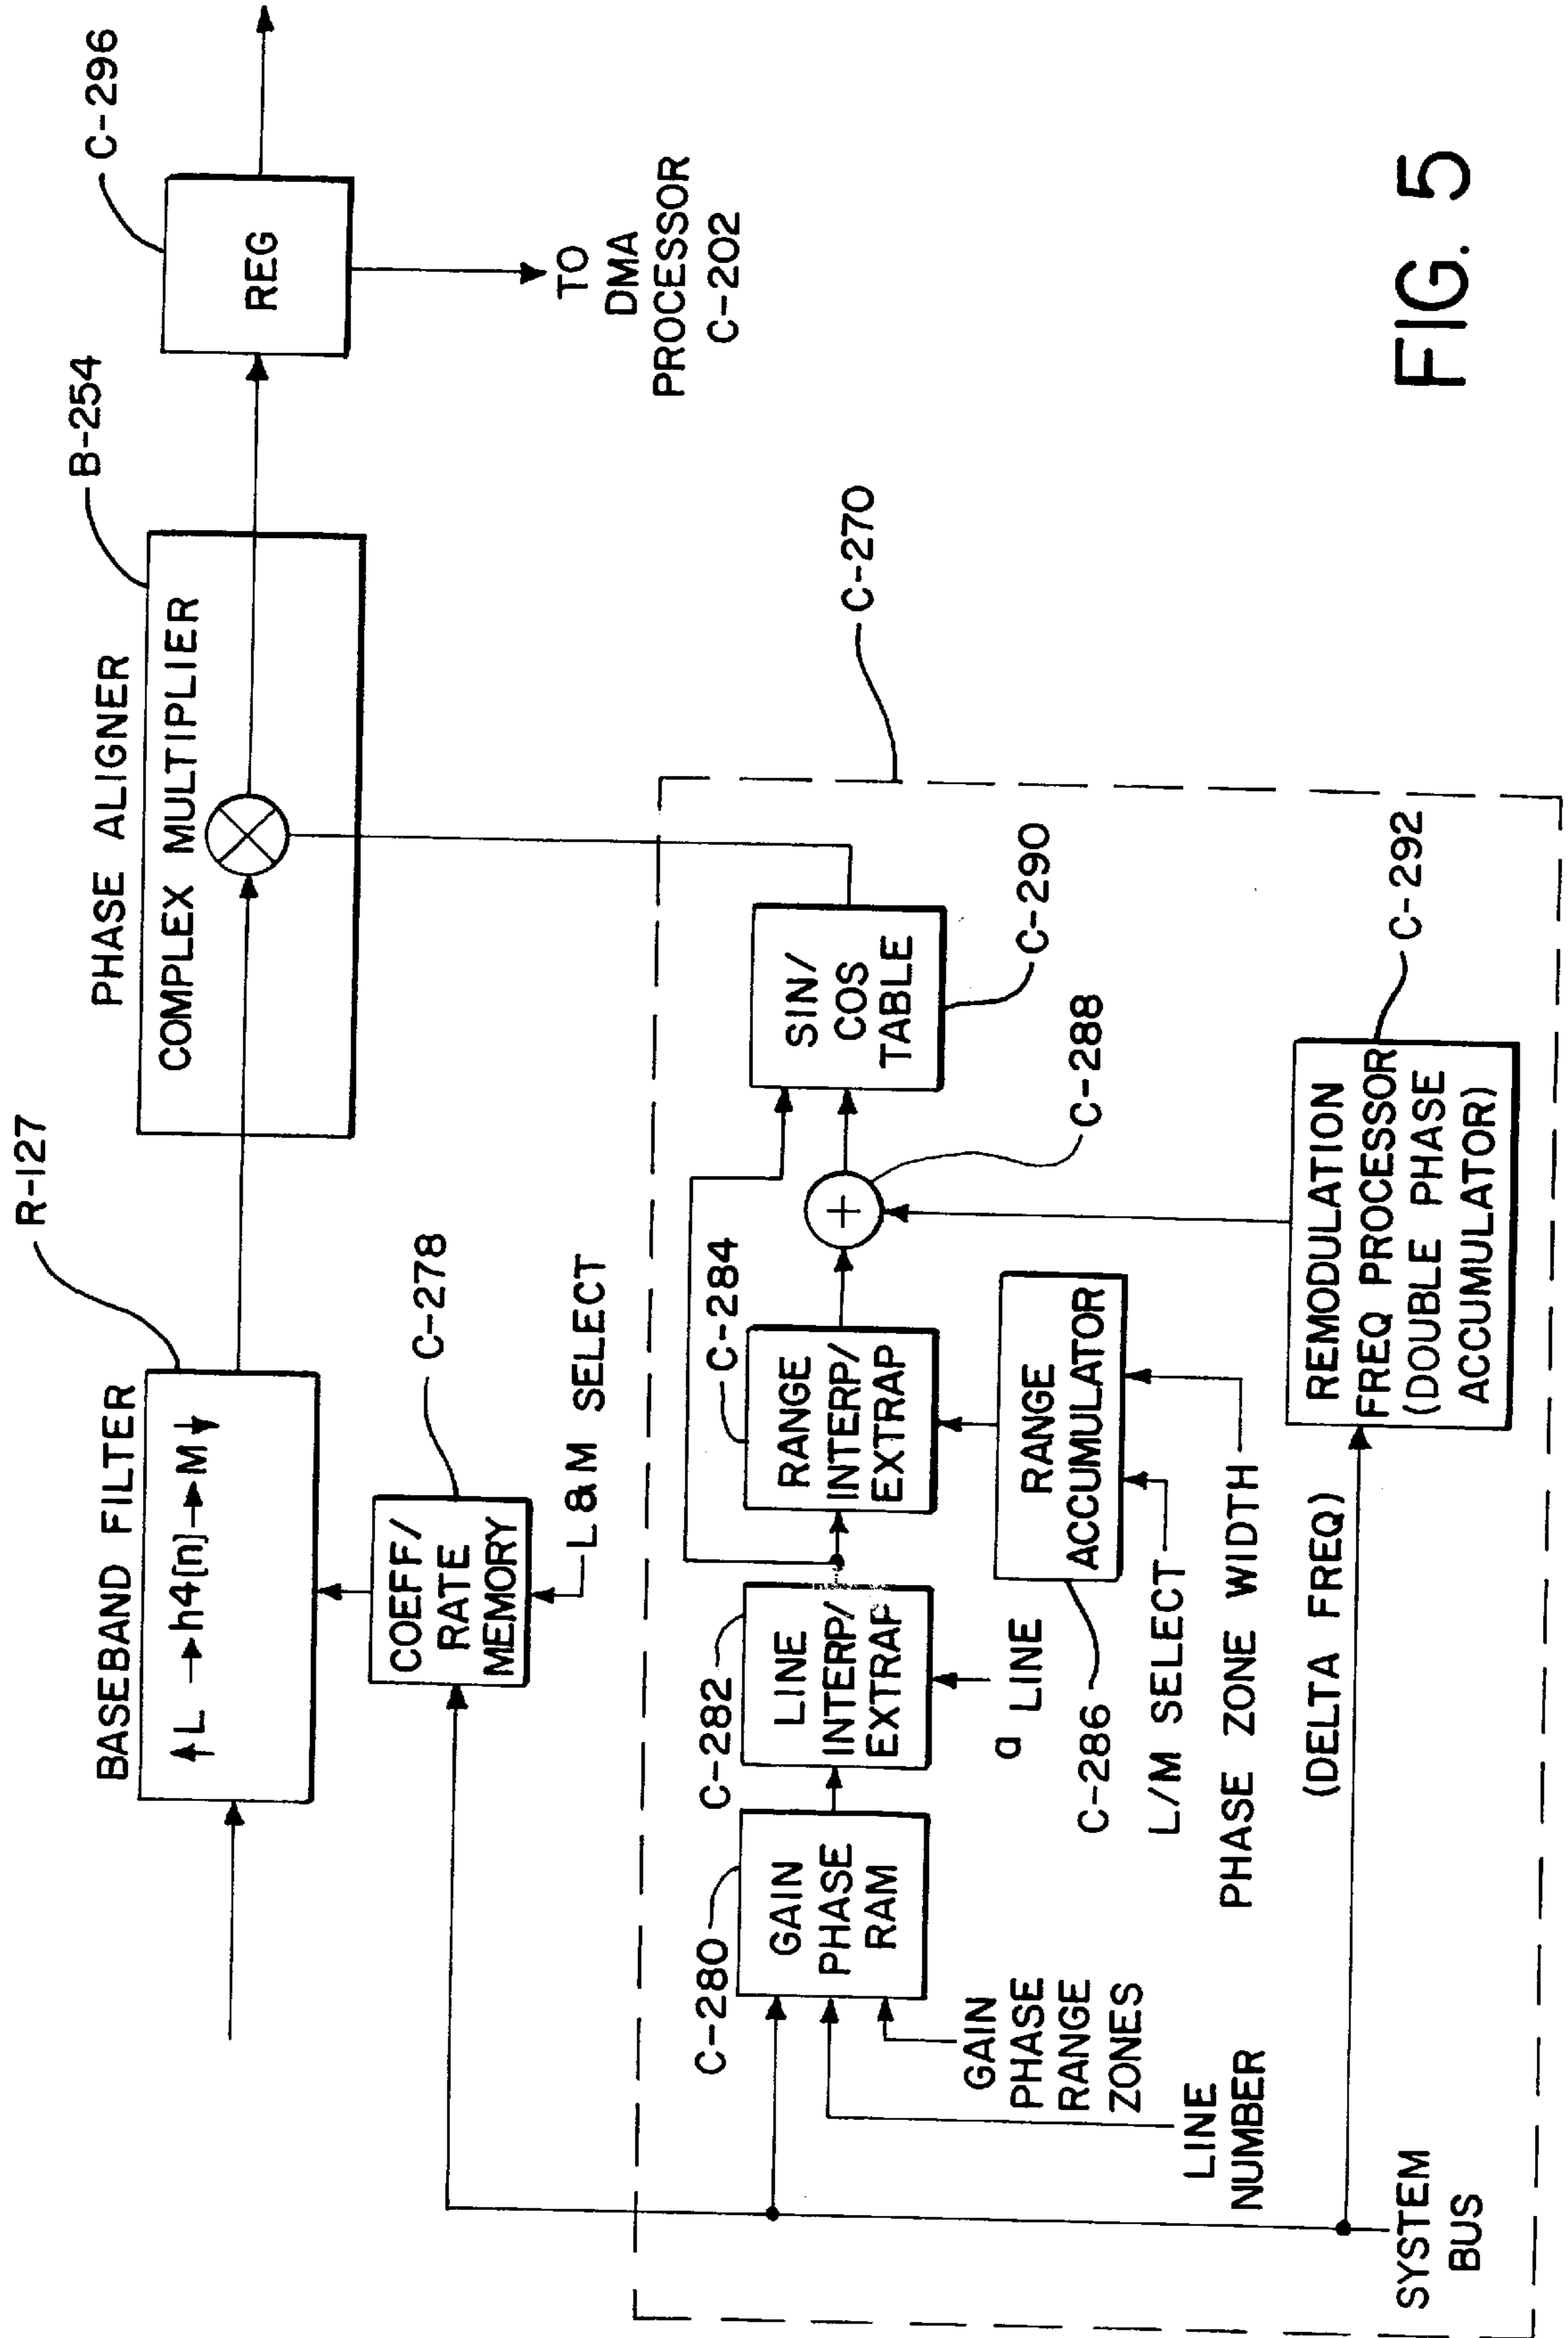 R-127
BASEBAND FILTER
↑L → h4[n] → M↓
PHASE ALIGNER
COMPLEX MULTIPLIER
B-254
REG
C-296
TO
DMA
PROCESSOR
C-202
COEFF/
RATE
MEMORY
C-278
L & M SELECT
C-270
C-280
GAIN
PHASE
RAM
C-282
LINE
INTERP/
EXTRAP
C-284
RANGE
INTERP/
EXTRAP
+
C-288
SIN/
COS
TABLE
C-290
GAIN
PHASE
RANGE
ZONES
LINE
NUMBER
α LINE
C-286
RANGE
ACCUMULATOR
L/M SELECT
PHASE ZONE WIDTH
(DELTA FREQ)
REMODULATION
FREQ PROCESSOR
(DOUBLE PHASE
ACCUMULATOR)
C-292
SYSTEM
BUS
FIG. 5